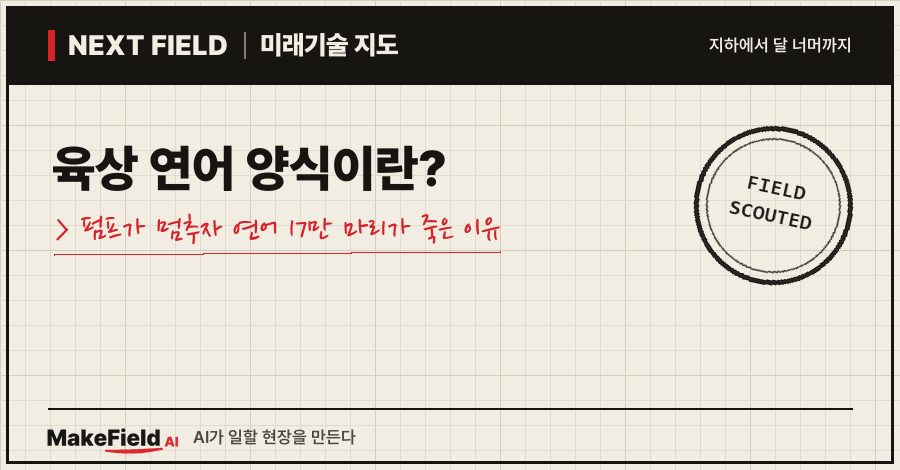 NEXT FIELD | 미래기술 지도
지하에서 달 너머까지
육상 연어 양식이란?
> 펌프가 멈추자 연어 17만 마리가 죽은 이유
FIELD
SCOUTED
MakeField AI AI가 일할 현장을 만든다